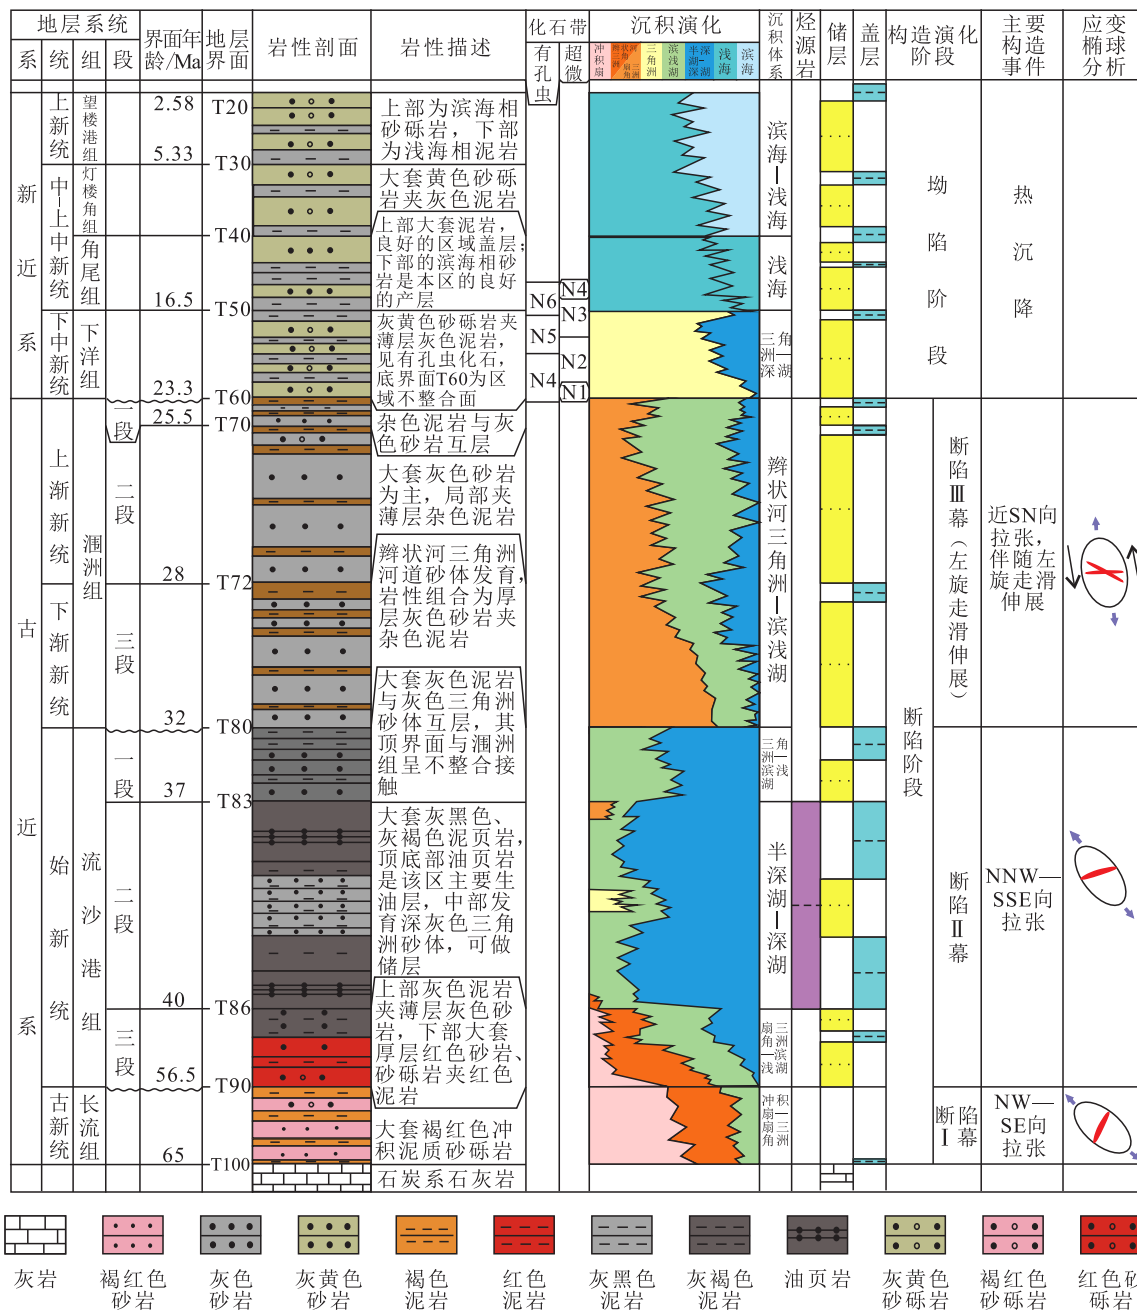 地层系统
系
统
组
段
界面年
龄/Ma
地层
界面
岩性剖面
岩性描述
化石带
有孔虫
超微
沉积演化
冲积扇
三角洲
滨浅湖
半深湖-深湖
浅海
滨海
沉积体系
烃源岩
储层
盖层
构造演化
阶段
主要
构造
事件
应变
椭球
分析
新近系
古近系
上新统
中-上中新统
下中新统
上渐新统
下渐新统
始新统
古新统
望楼港组
灯楼角组
角尾组
下洋组
涠洲组
流沙港组
长流组
一段
二段
三段
一段
二段
三段
2.58
5.33
16.5
23.3
25.5
28
32
37
40
56.5
65
T20
T30
T40
T50
T60
T70
T72
T80
T83
T86
T90
T100
上部为滨海相
砂砾岩，下部
为浅海相泥岩
大套黄色砂砾
岩夹灰色泥岩
上部大套泥岩，
良好的区域盖层；
下部的滨海相砂
岩是本区的良好
的产层
灰黄色砂砾岩夹
薄层灰色泥岩，
见有孔虫化石，
底界面T60为区
域不整合面
杂色泥岩与灰
色砂岩互层
大套灰色砂岩
为主，局部夹
薄层杂色泥岩
辫状河三角洲
河道砂体发育，
岩性组合为厚
层灰色砂岩夹
杂色泥岩
大套灰色泥岩
与灰色三角洲
砂体互层，其
顶界面与涠洲
组呈不整合接
触
大套灰黑色、
灰褐色泥页岩，
顶底部油页岩
是该区主要生
油层，中部发
育深灰色三角
洲砂体，可做
储层
上部灰色泥岩
夹薄层灰色砂
岩，下部大套
厚层红色砂岩、
砂砾岩夹红色
泥岩
大套褐红色冲
积泥质砂砾岩
石炭系石灰岩
N6
N5
N4
N4
N3
N2
N1
滨海—浅海
浅海
三角
洲—
深湖
辫状河三角洲—滨浅湖
三角
洲—
滨浅
湖
半深湖—深湖
扇三
角洲
—滨
浅湖
冲积
扇—
扇三
角洲
坳陷阶段
断陷阶段
断陷Ⅲ幕（左旋走滑伸展）
断陷Ⅱ幕
断陷
Ⅰ幕
热沉降
近SN向
拉张，
伴随左
旋走滑
伸展
NNW—
SSE向
拉张
NW—
SE向
拉张
灰岩
褐红色
砂岩
灰色
砂岩
灰黄色
砂岩
褐色
泥岩
红色
泥岩
灰黑色
泥岩
灰褐色
泥岩
油页岩
灰黄色
砂砾岩
褐红色
砂砾岩
红色砂
砾岩